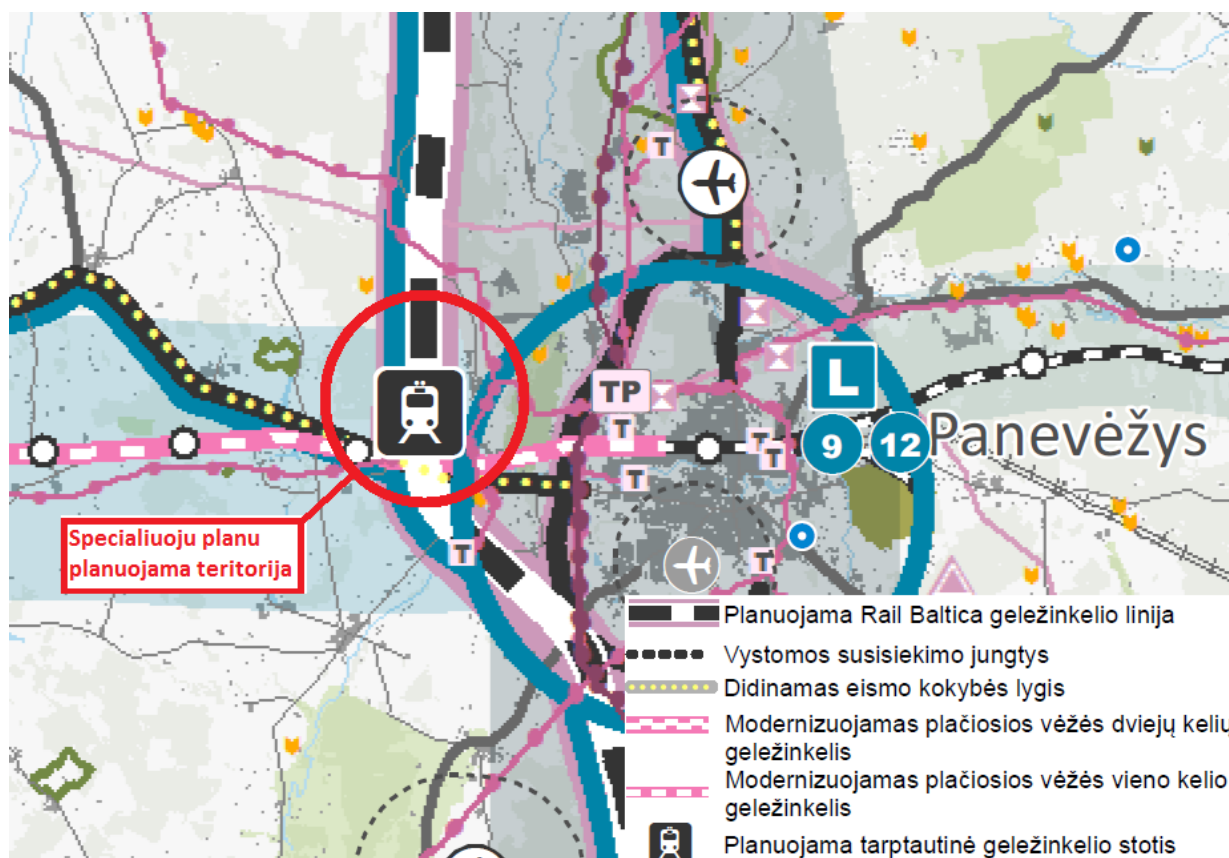 T
TP
T
T
T
T
T
T
L
9
12
Panevėžys
Specialiuoju planu
planuojama teritorija
Planuojama Rail Baltica geležinkelio linija
Vystomos susisiekimo jungtys
Didinamas eismo kokybės lygis
Modernizuojamas plačiosios vėžės dviejų kelių
geležinkelis
Modernizuojamas plačiosios vėžės vieno kelio
geležinkelis
Planuojama tarptautinė geležinkelio stotis